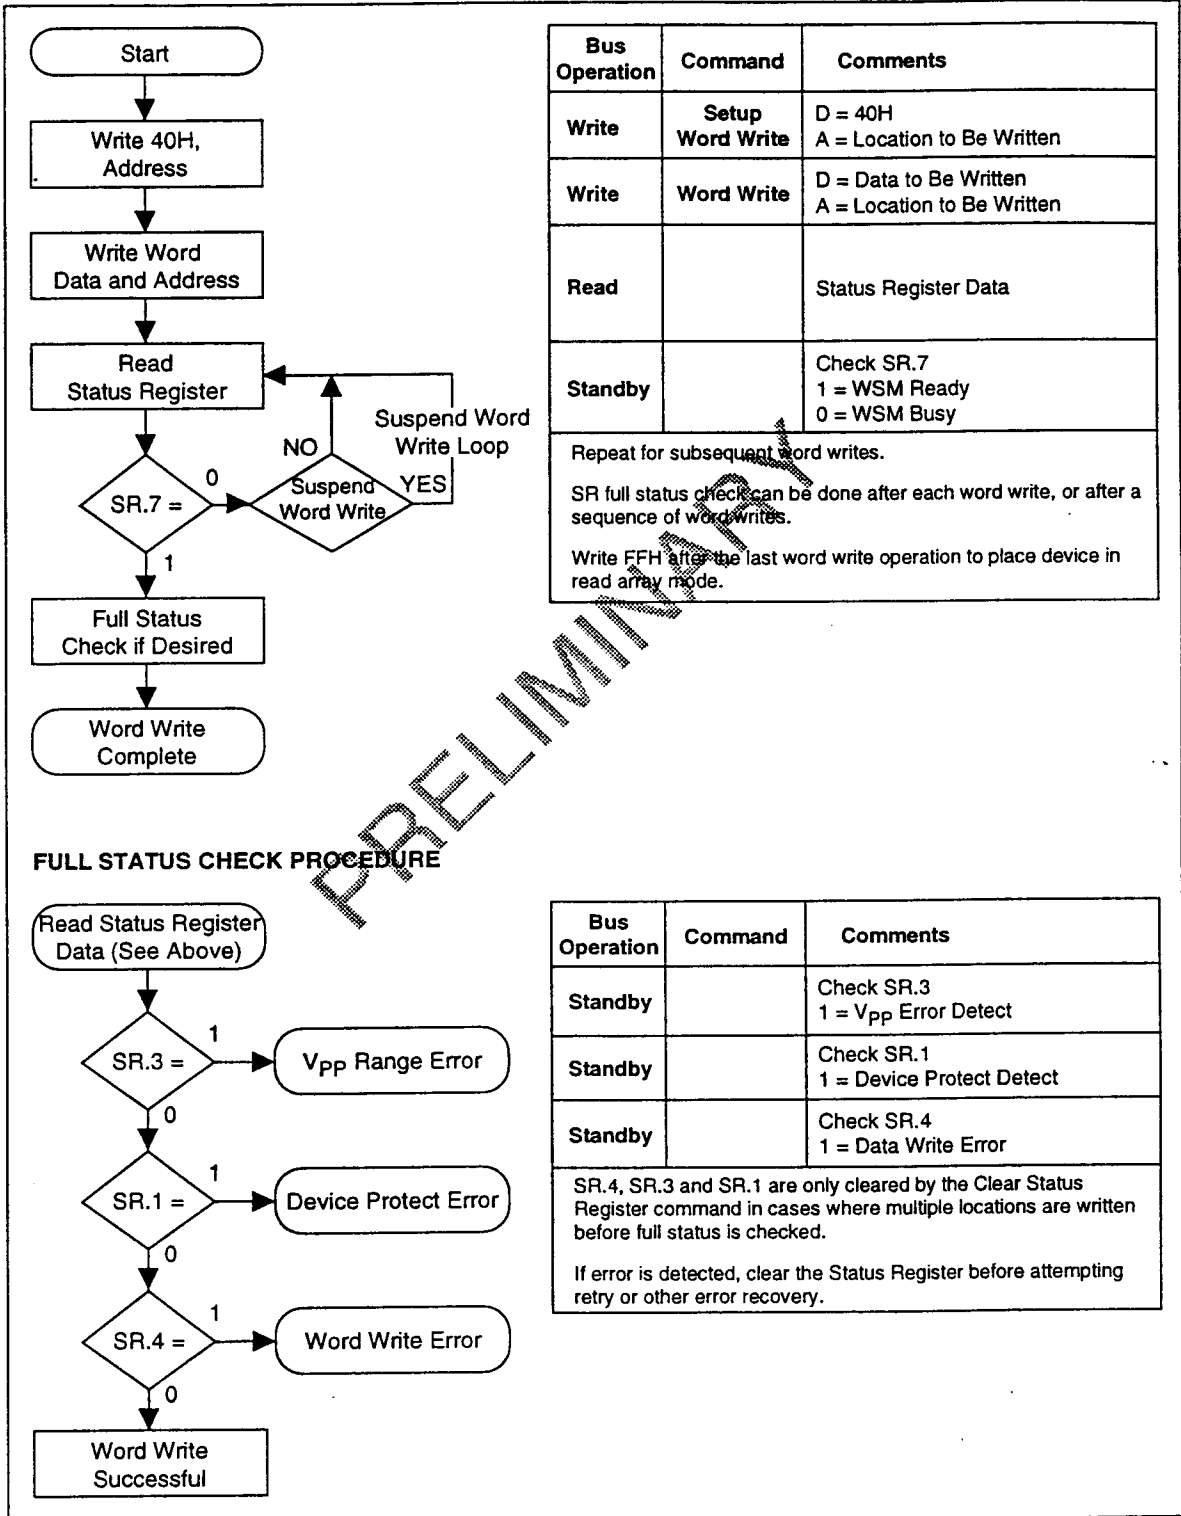 Start
Write 40H,
Address
Write Word
Data and Address
Read
Status Register
Suspend Word
Write Loop
NO
YES
0
SR.7 =
Suspend
Word Write
1
Full Status
Check if Desired
Word Write
Complete
Bus
Operation
Command
Comments
Write
Setup
Word Write
D = 40H
A = Location to Be Written
Write
Word Write
D = Data to Be Written
A = Location to Be Written
Read
Status Register Data
Standby
Check SR.7
1 = WSM Ready
0 = WSM Busy
Repeat for subsequent word writes.
SR full status check can be done after each word write, or after a
sequence of word writes.
Write FFH after the last word write operation to place device in
read array mode.
PRELIMINARY
FULL STATUS CHECK PROCEDURE
Read Status Register
Data (See Above)
1
SR.3 =
VPP Range Error
0
1
SR.1 =
Device Protect Error
0
1
SR.4 =
Word Write Error
0
Word Write
Successful
Bus
Operation
Command
Comments
Standby
Check SR.3
1 = VPP Error Detect
Standby
Check SR.1
1 = Device Protect Detect
Standby
Check SR.4
1 = Data Write Error
SR.4, SR.3 and SR.1 are only cleared by the Clear Status
Register command in cases where multiple locations are written
before full status is checked.
If error is detected, clear the Status Register before attempting
retry or other error recovery.